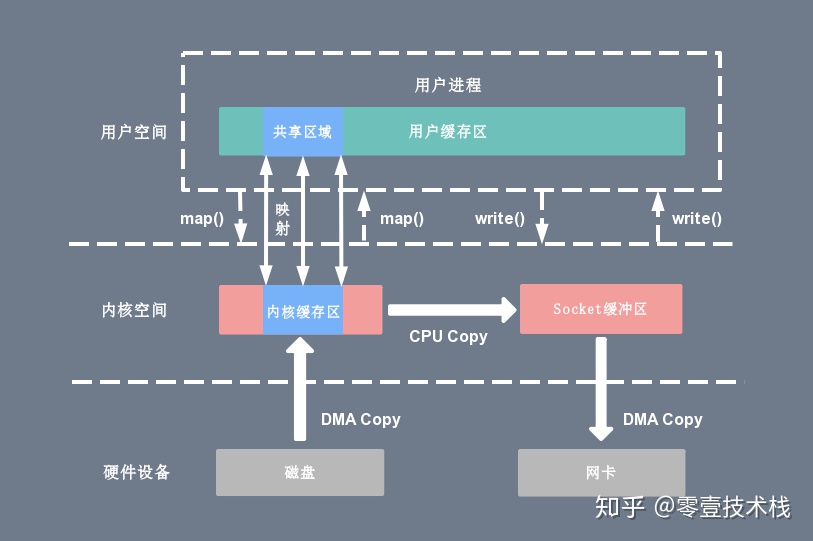 用户进程
用户空间
共享区域
用户缓存区
map()
映
射
map()
write()
write()
内核空间
内核缓存区
Socket缓冲区
CPU Copy
DMA Copy
DMA Copy
硬件设备
磁盘
网卡
知乎 @零壹技术栈